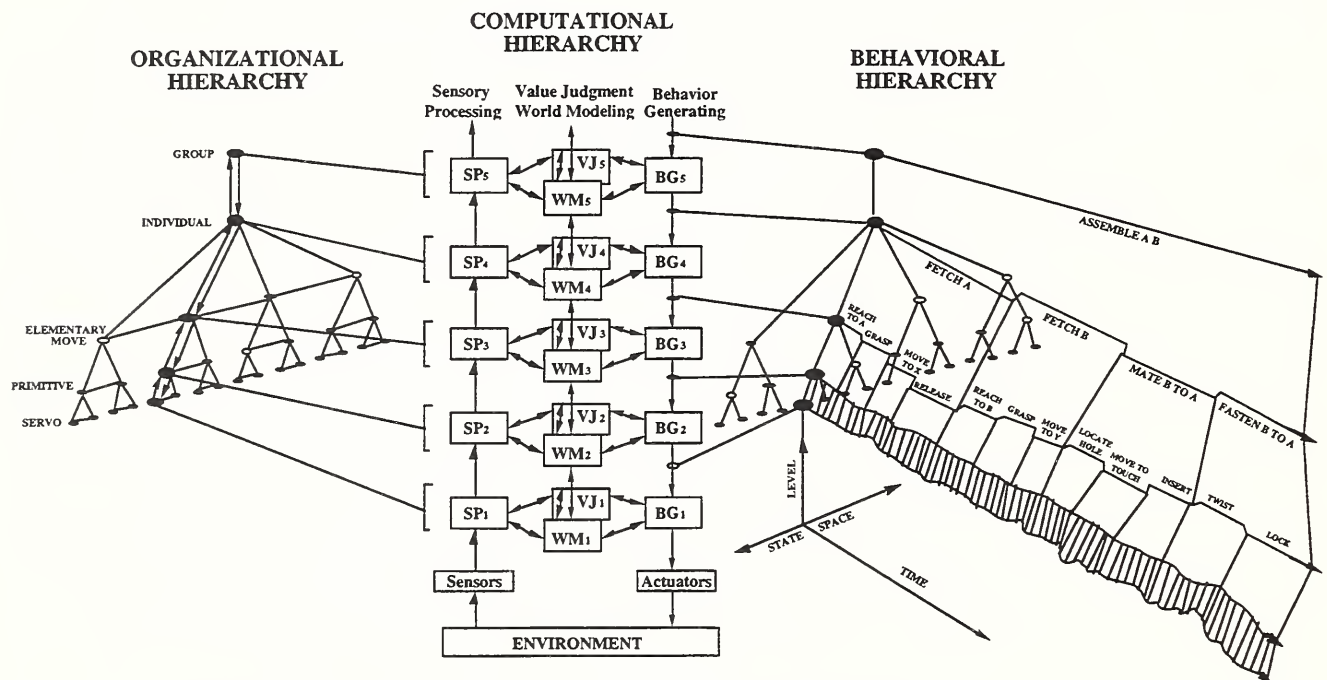 COMPUTATIONAL
HIERARCHY
ORGANIZATIONAL
HIERARCHY
BEHAVIORAL
HIERARCHY
Sensory
Processing
Value Judgment
World Modeling
Behavior
Generating
GROUP
INDIVIDUAL
ELEMENTARY
MOVE
PRIMITIVE
SERVO
SP5
VJ5
WM5
BG5
SP4
VJ4
WM4
BG4
SP3
VJ3
WM3
BG3
SP2
VJ2
WM2
BG2
SP1
VJ1
WM1
BG1
Sensors
Actuators
ENVIRONMENT
ASSEMBLE A B
FETCH A
FETCH B
MATE B TO A
FASTEN B TO A
REACH
TO A
GRASP
MOVE
TO X
RELEASE
REACH
TO B
GRASP
MOVE
TO Y
LOCATE
HOLE
MOVE TO
TOUCH
INSERT
TWIST
LOCK
LEVEL
STATE SPACE
TIME